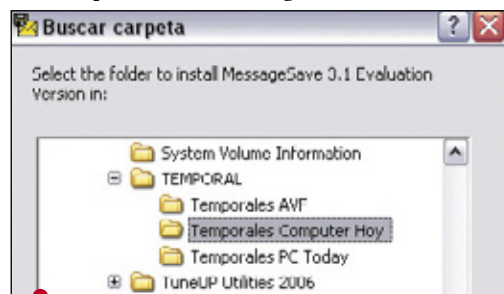 Buscar carpeta
Select the folder to install MessageSave 3.1 Evaluation
Version in:
System Volume Information
TEMPORAL
Temporales AVF
Temporales Computer Hoy
Temporales PC Today
TuneUP Utilities 2006